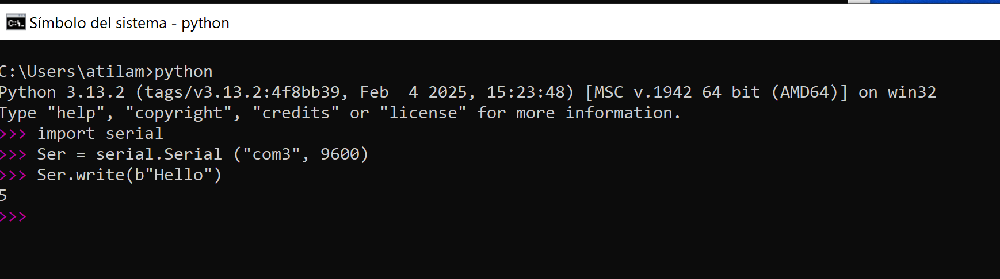 C:\_ Símbolo del sistema - python
C:\Users\atilam>python
Python 3.13.2 (tags/v3.13.2:4f8bb39, Feb  4 2025, 15:23:48) [MSC v.1942 64 bit (AMD64)] on win32
Type "help", "copyright", "credits" or "license" for more information.
>>> import serial
>>> Ser = serial.Serial ("com3", 9600)
>>> Ser.write(b"Hello")
5
>>>